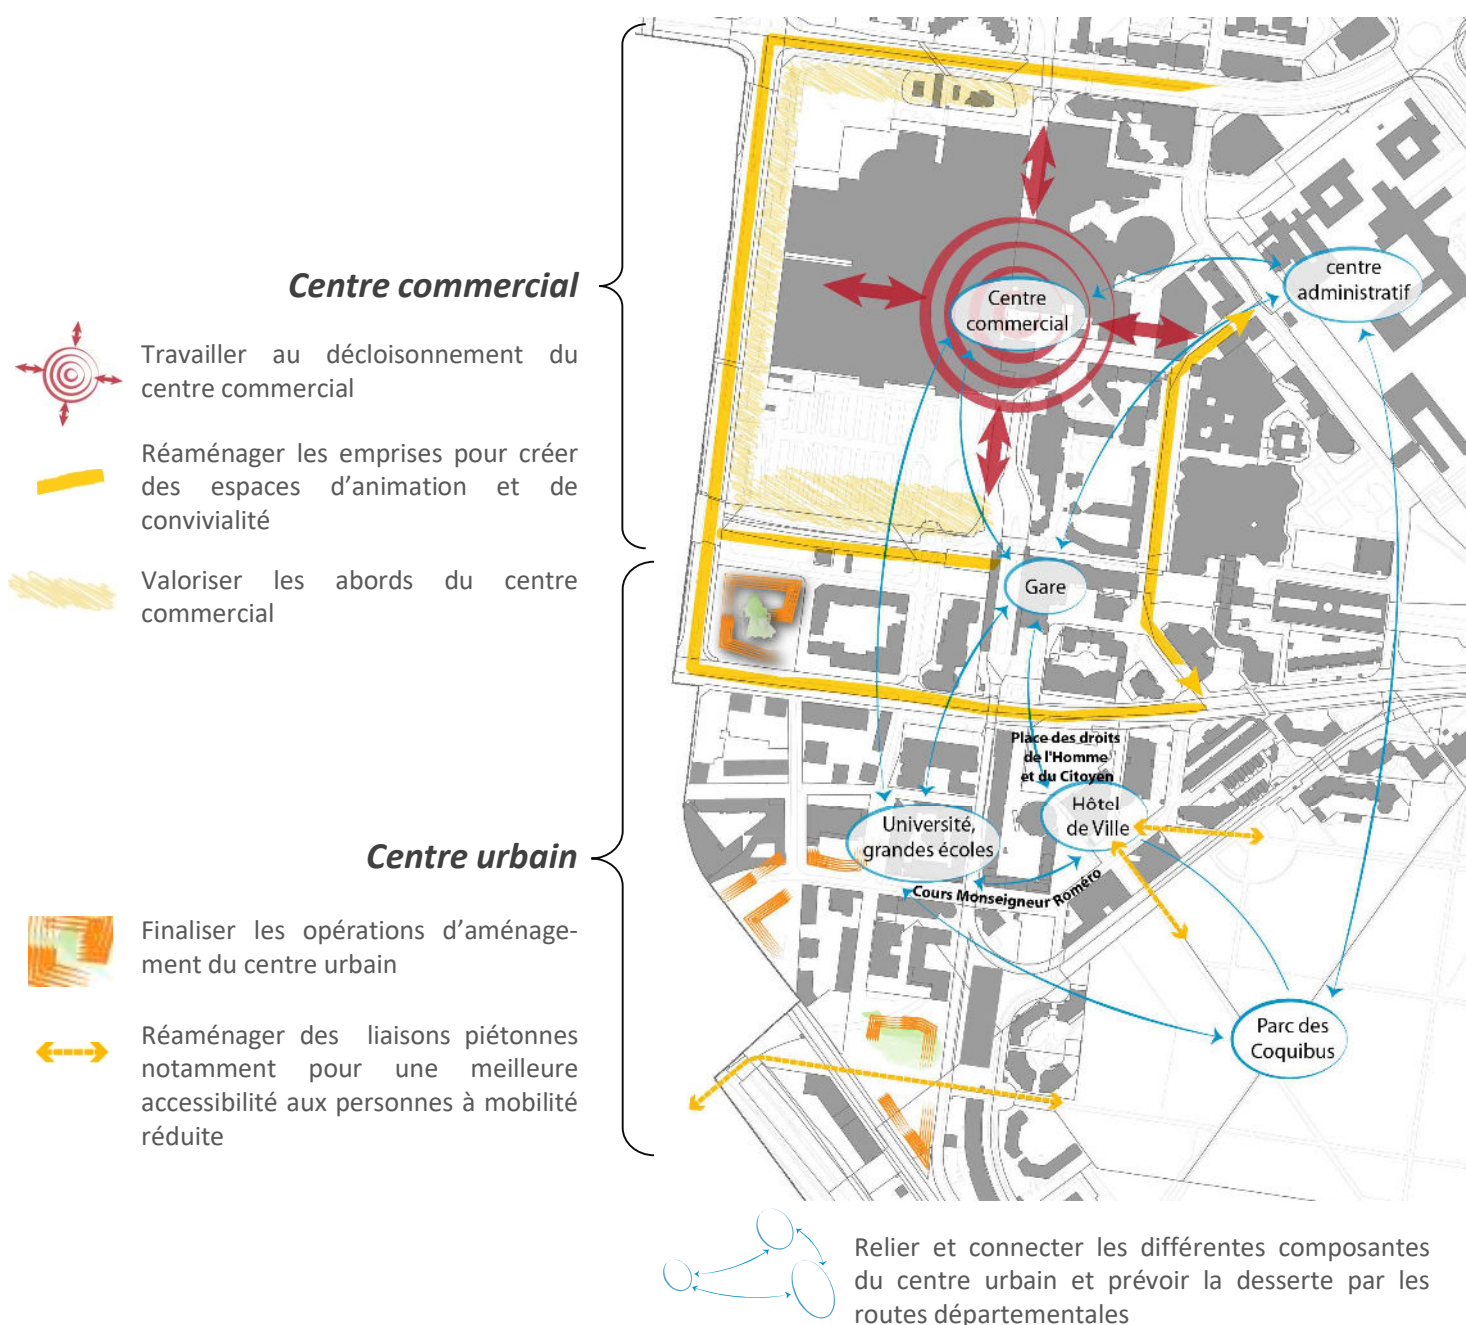 Centre commercial
Travailler au décloisonnement du
centre commercial
Réaménager les emprises pour créer
des espaces d'animation et de
convivialité
Valoriser les abords du centre
commercial
Centre urbain
Finaliser les opérations d'aménage-
ment du centre urbain
Réaménager des liaisons piétonnes
notamment pour une meilleure
accessibilité aux personnes à mobilité
réduite
Centre
commercial
centre
administratif
Gare
Place des droits
de l'Homme
et du Citoyen
Hôtel
de Ville
Université,
grandes écoles
Cours Monseigneur Roméro
Parc des
Coquibus
Relier et connecter les différentes composantes
du centre urbain et prévoir la desserte par les
routes départementales